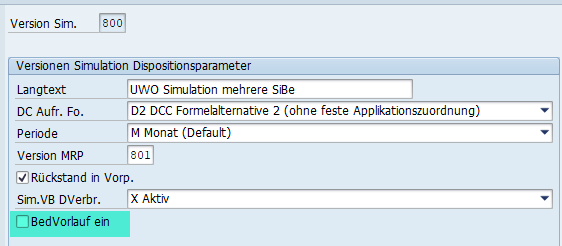 Version Sim. 800
Versionen Simulation Dispositionsparameter
Langtext UWO Simulation mehrere SiBe
DC Aufr. Fo. D2 DCC Formelalternative 2 (ohne feste Applikationszuordnung)
Periode M Monat (Default)
Version MRP 801
Rückstand in Vorp.
Sim.VB DVerbr. X Aktiv
BedVorlauf ein